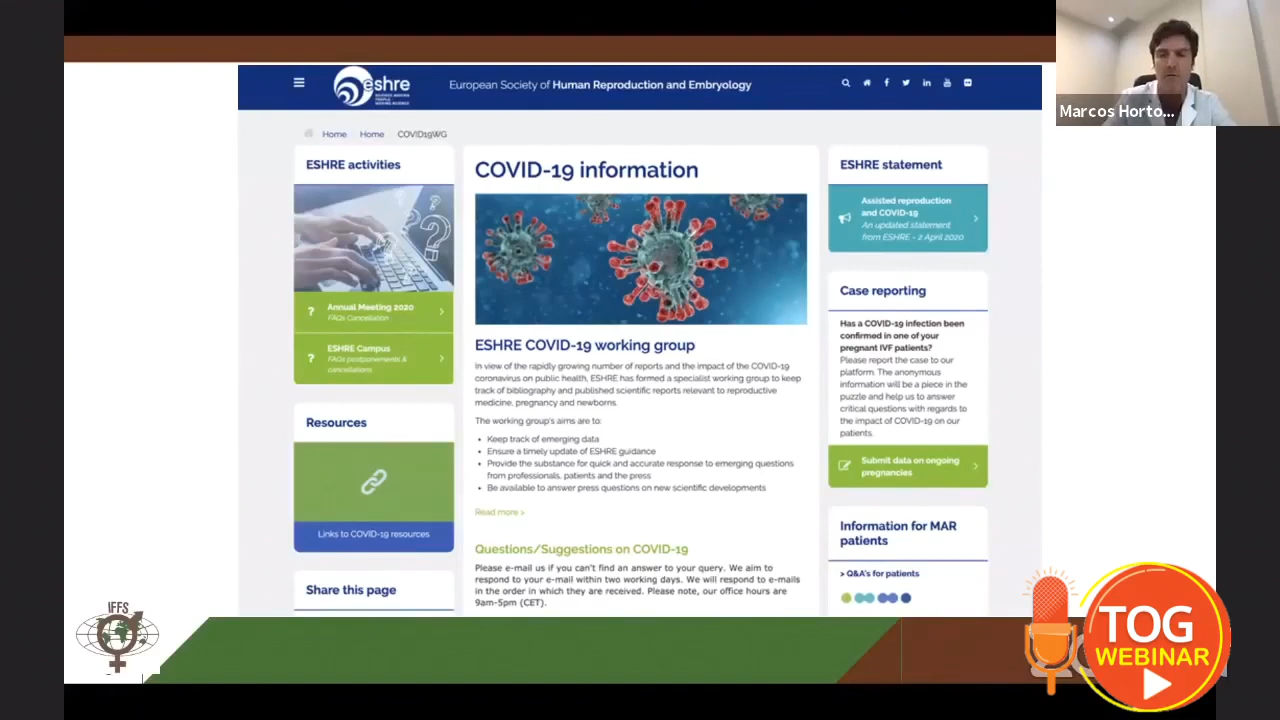 eshre
European Society of Human Reproduction and Embryology
Marcos Horto...
Home Home COVID19WG
ESHRE activities
Annual Meeting 2020
FAQs Cancellation
ESHRE Campus
FAQs postponements &
cancellations
Resources
Links to COVID-19 resources
Share this page
COVID-19 information
ESHRE COVID-19 working group
In view of the rapidly growing number of reports and the impact of the COVID-19
coronavirus on public health, ESHRE has formed a specialist working group to keep
track of bibliography and published scientific reports relevant to reproductive
medicine, pregnancy and newborns.
The working group's aims are to:
• Keep track of emerging data
• Ensure a timely update of ESHRE guidance
• Provide the substance for quick and accurate response to emerging questions
from professionals, patients and the press
• Be available to answer press questions on new scientific developments
Read more >
Questions/Suggestions on COVID-19
Please e-mail us if you can't find an answer to your query. We aim to
respond to your e-mail within two working days. We will respond to e-mails
in the order in which they are received. Please note, our office hours are
9am-5pm (CET).
ESHRE statement
Assisted reproduction
and COVID-19
An updated statement
from ESHRE - 2 April 2020
Case reporting
Has a COVID-19 infection been
confirmed in one of your
pregnant IVF patients?
Please report the case to our
platform. The anonymous
information will be a piece in the
puzzle and help us to answer
critical questions with regards to
the impact of COVID-19 on our
patients.
Submit data on ongoing
pregnancies
Information for MAR
patients
> Q&A's for patients
IFFS
TOG
WEBINAR